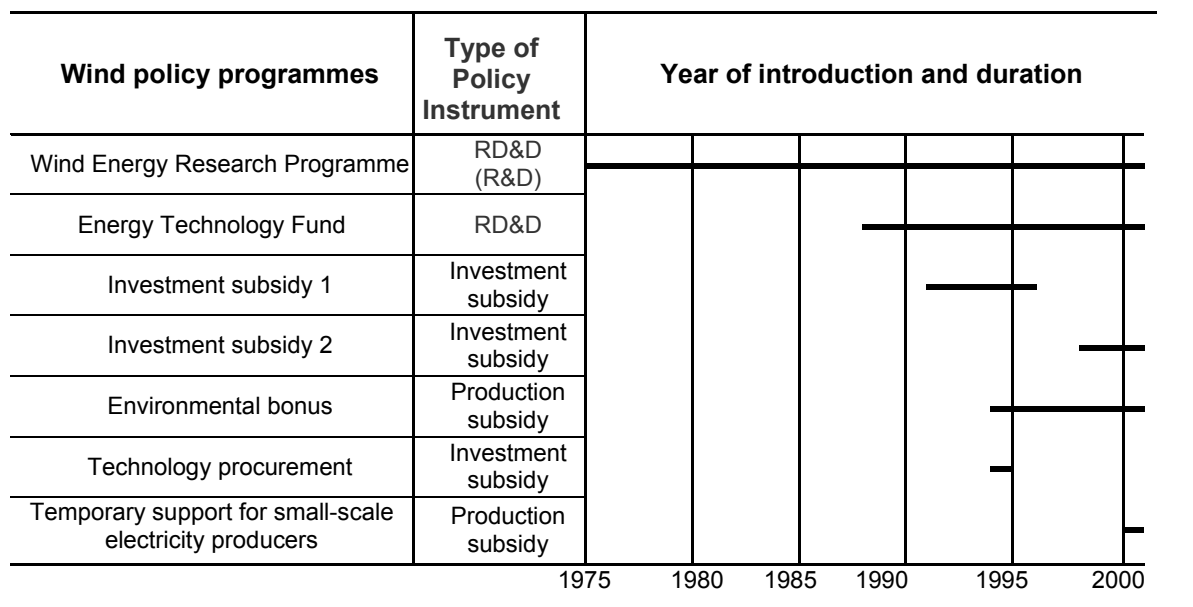 Wind policy programmes
Type of
Policy
Instrument
Year of introduction and duration
Wind Energy Research Programme
RD&D
(R&D)
Energy Technology Fund
RD&D
Investment subsidy 1
Investment
subsidy
Investment subsidy 2
Investment
subsidy
Environmental bonus
Production
subsidy
Technology procurement
Investment
subsidy
Temporary support for small-scale
electricity producers
Production
subsidy
1975 1980 1985 1990 1995 2000